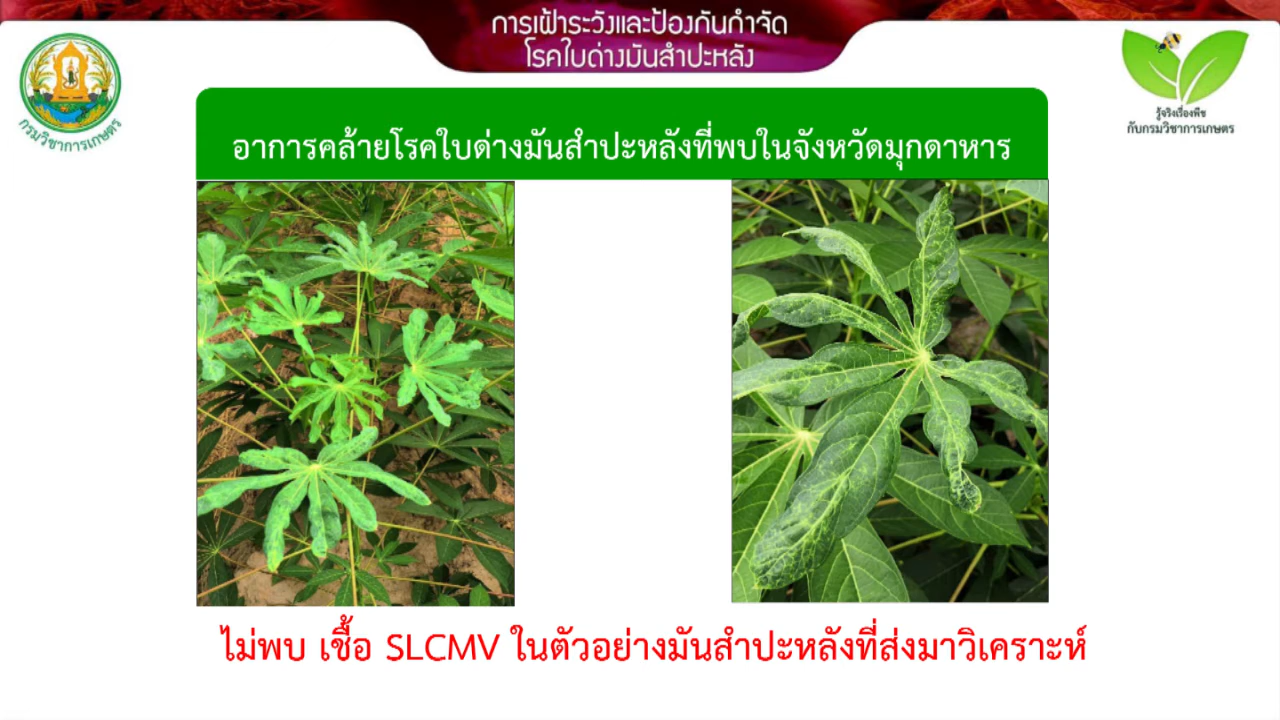 การเฝ้าระวังและป้องกันกำจัด
โรคใบด่างมันสำปะหลัง
กรมวิชาการเกษตร
รู้จริงเรื่องพืช
กับกรมวิชาการเกษตร
อาการคล้ายโรคใบด่างมันสำปะหลังที่พบในจังหวัดมุกดาหาร
ไม่พบ เชื้อ SLCMV ในตัวอย่างมันสำปะหลังที่ส่งมาวิเคราะห์